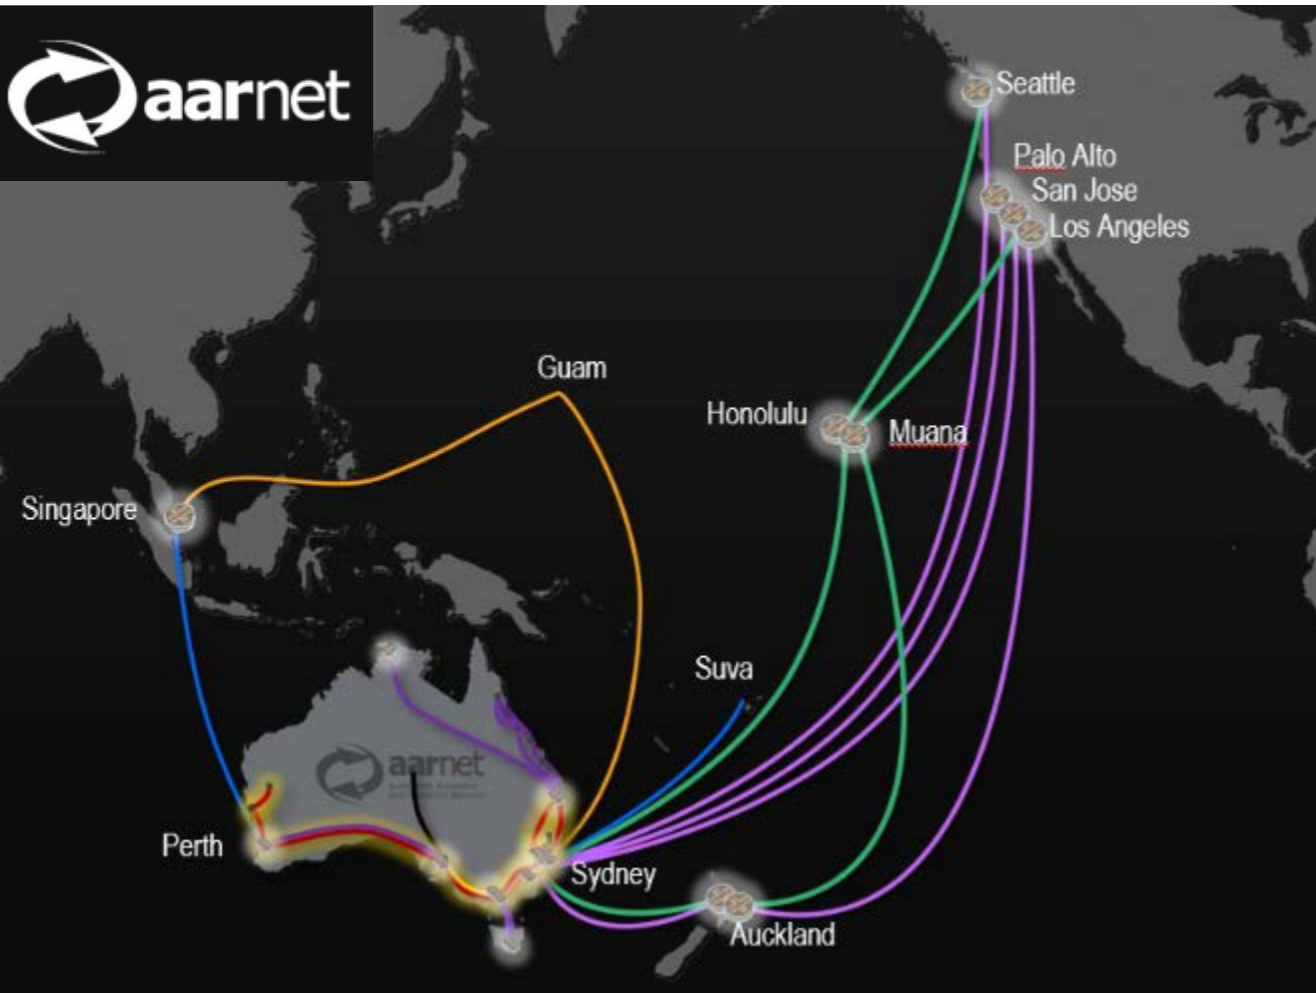 aarnet
Seattle
Palo Alto
San Jose
Los Angeles
Guam
Honolulu
Muana
Singapore
Suva
aarnet
Perth
Sydney
Auckland